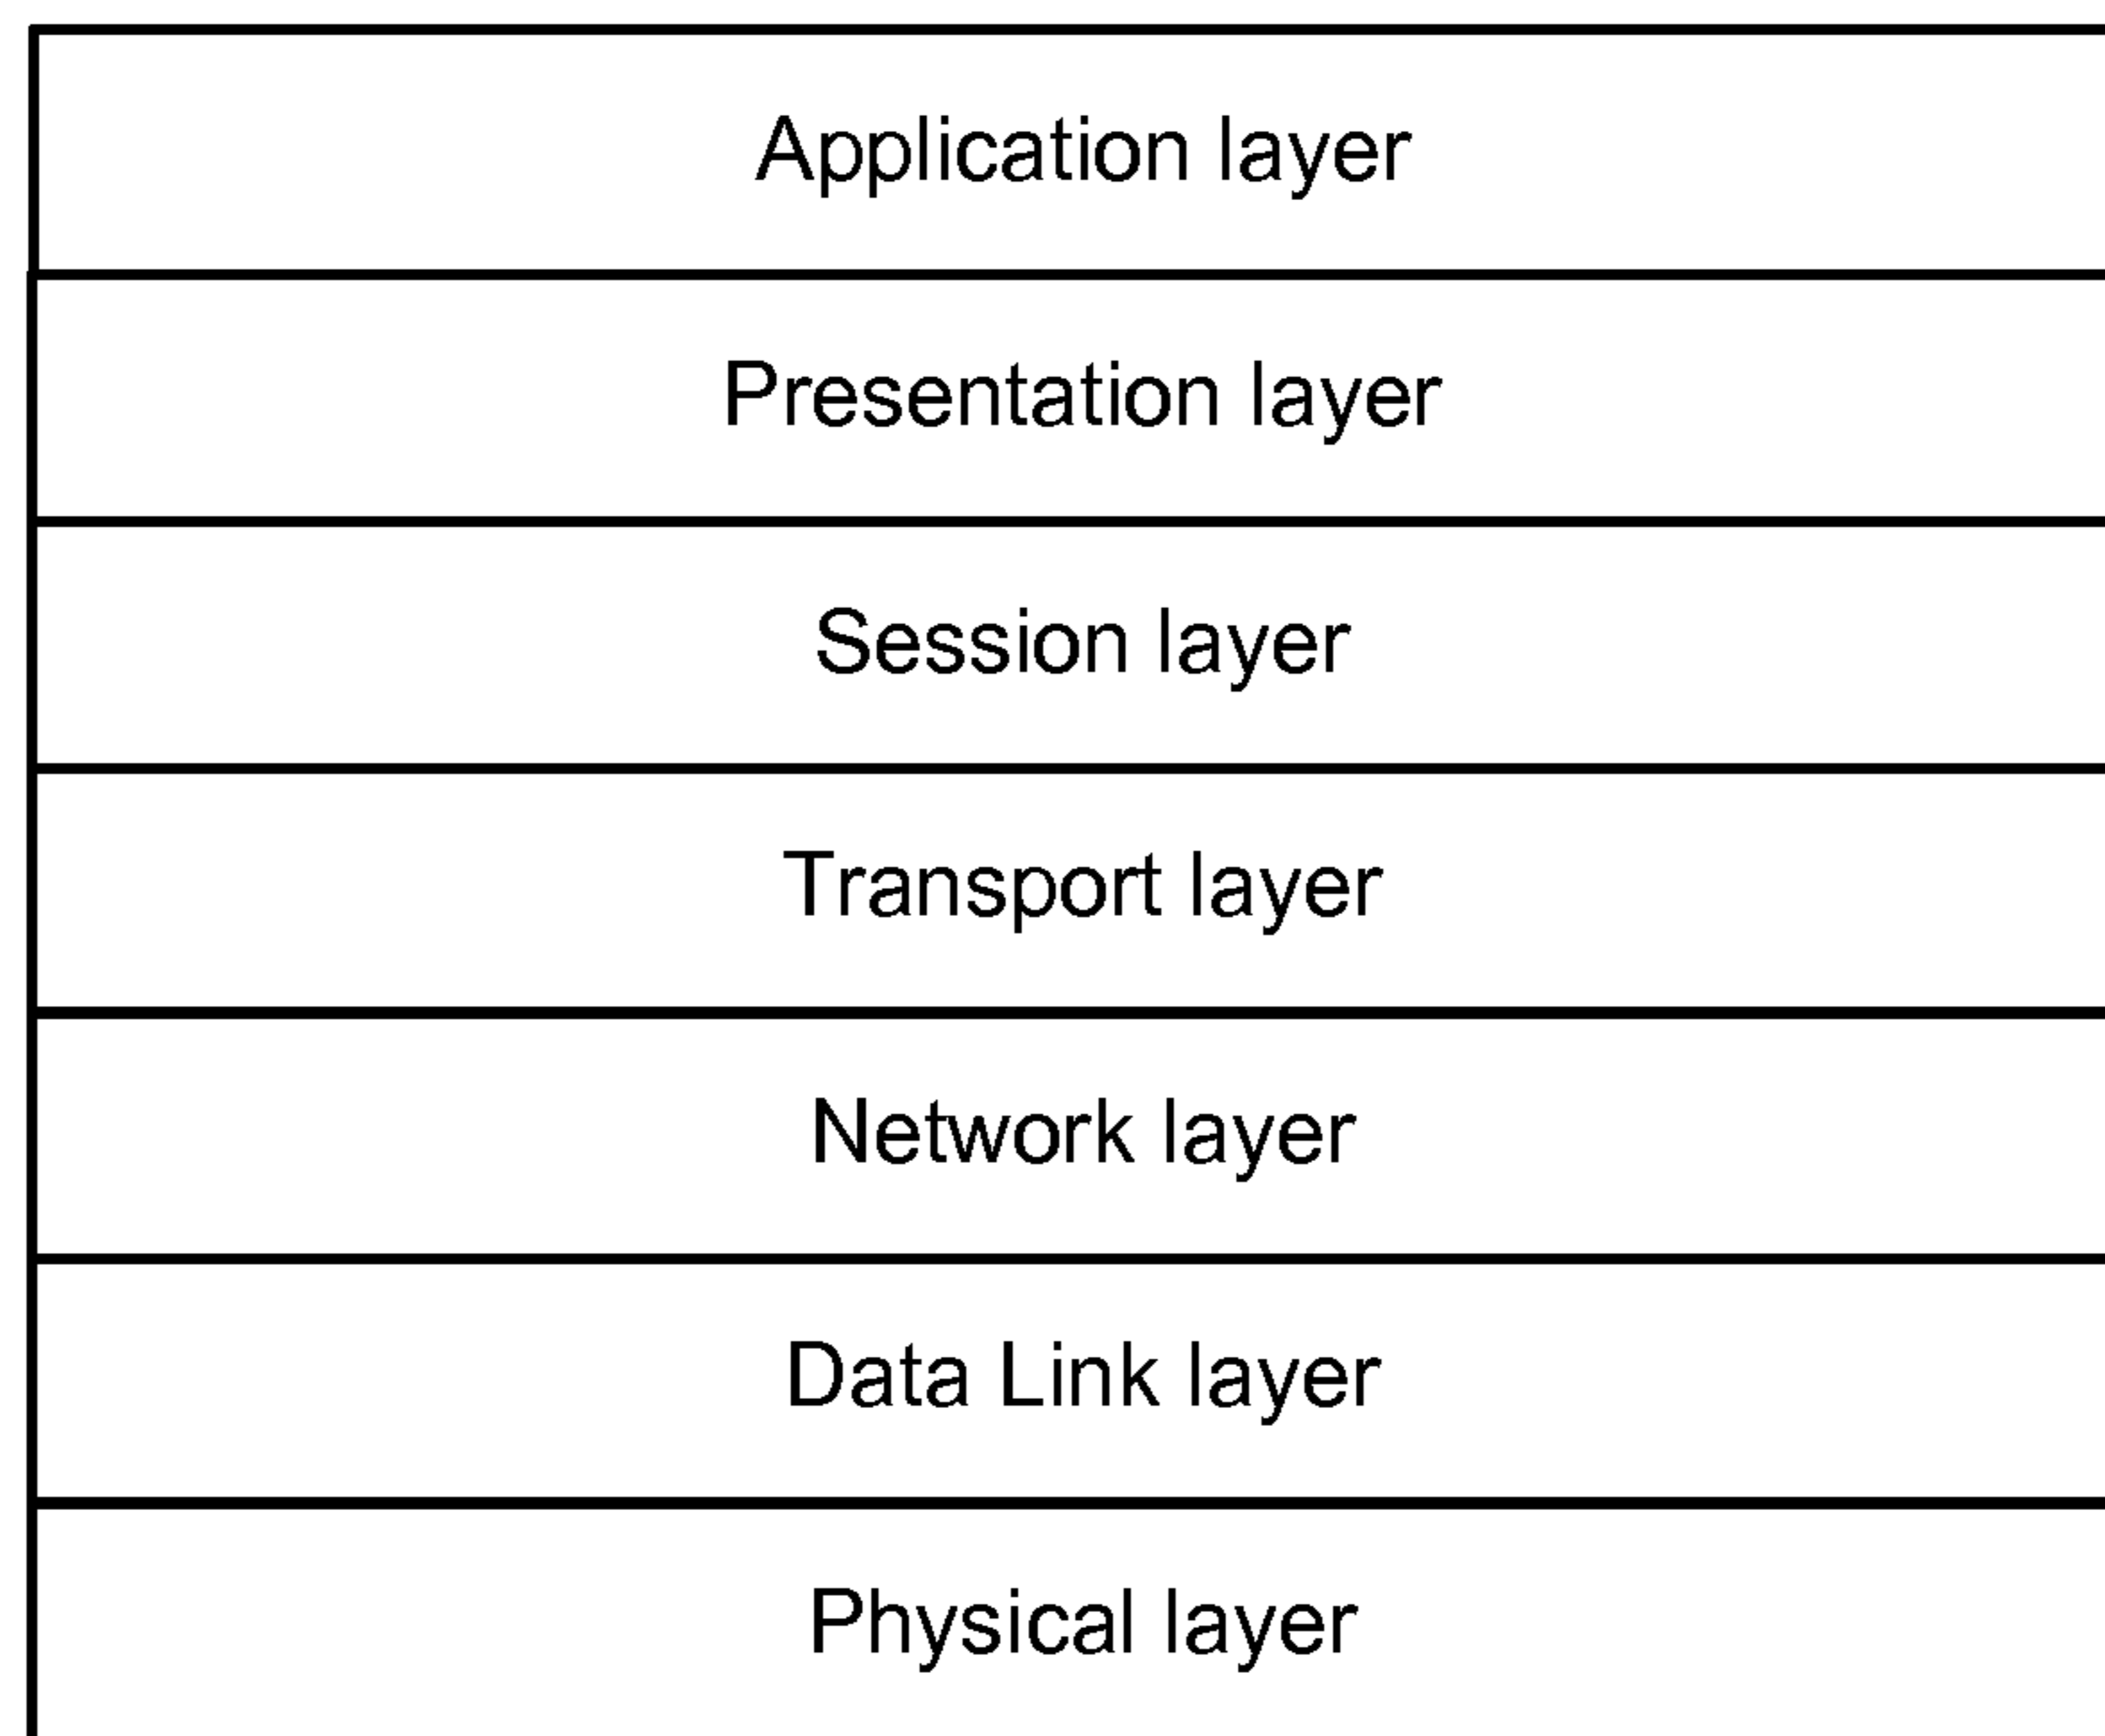 Application layer
Presentation layer
Session layer
Transport layer
Network layer
Data Link layer
Physical layer